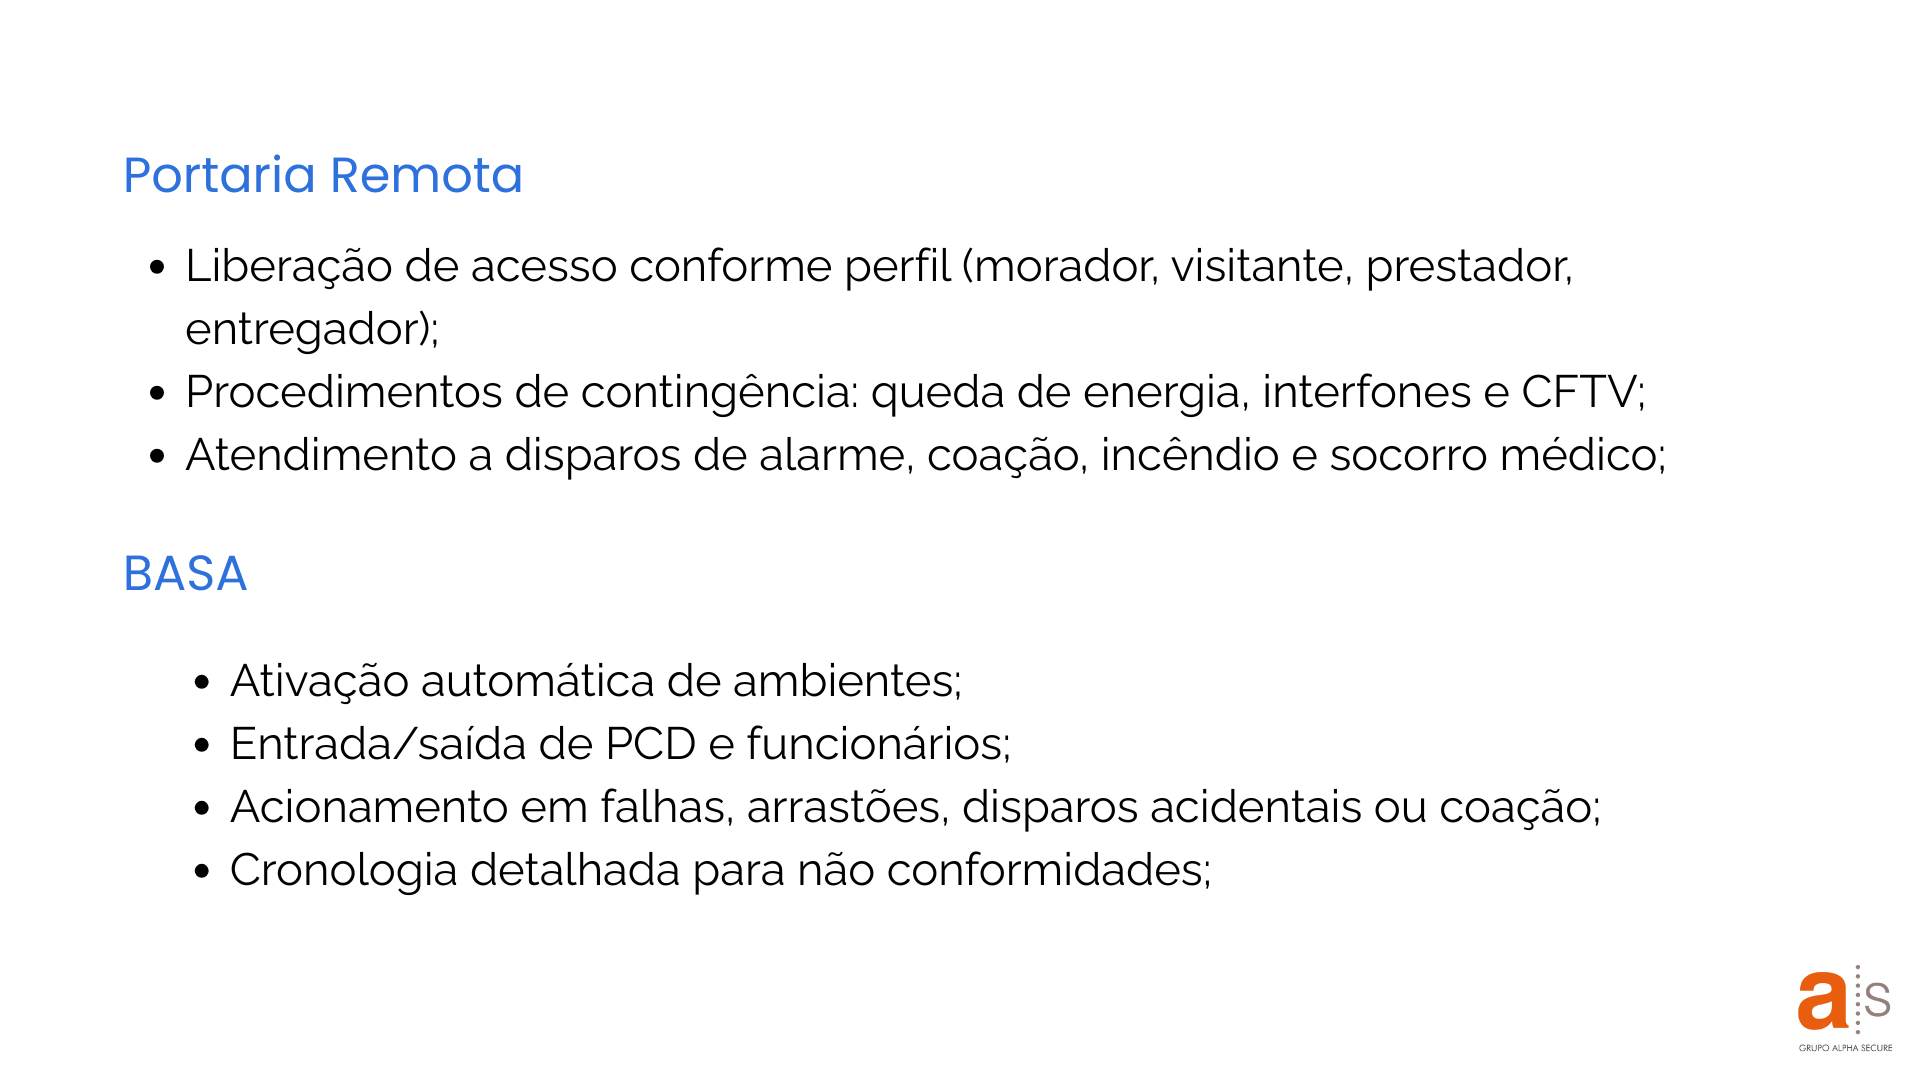 Portaria Remota
• Liberação de acesso conforme perfil (morador, visitante, prestador,
entregador);
• Procedimentos de contingência: queda de energia, interfones e CFTV;
• Atendimento a disparos de alarme, coação, incêndio e socorro médico;
BASA
• Ativação automática de ambientes;
• Entrada/saída de PCD e funcionários;
• Acionamento em falhas, arrastões, disparos acidentais ou coação;
• Cronologia detalhada para não conformidades;
a s
GRUPO ALPHA SECURE